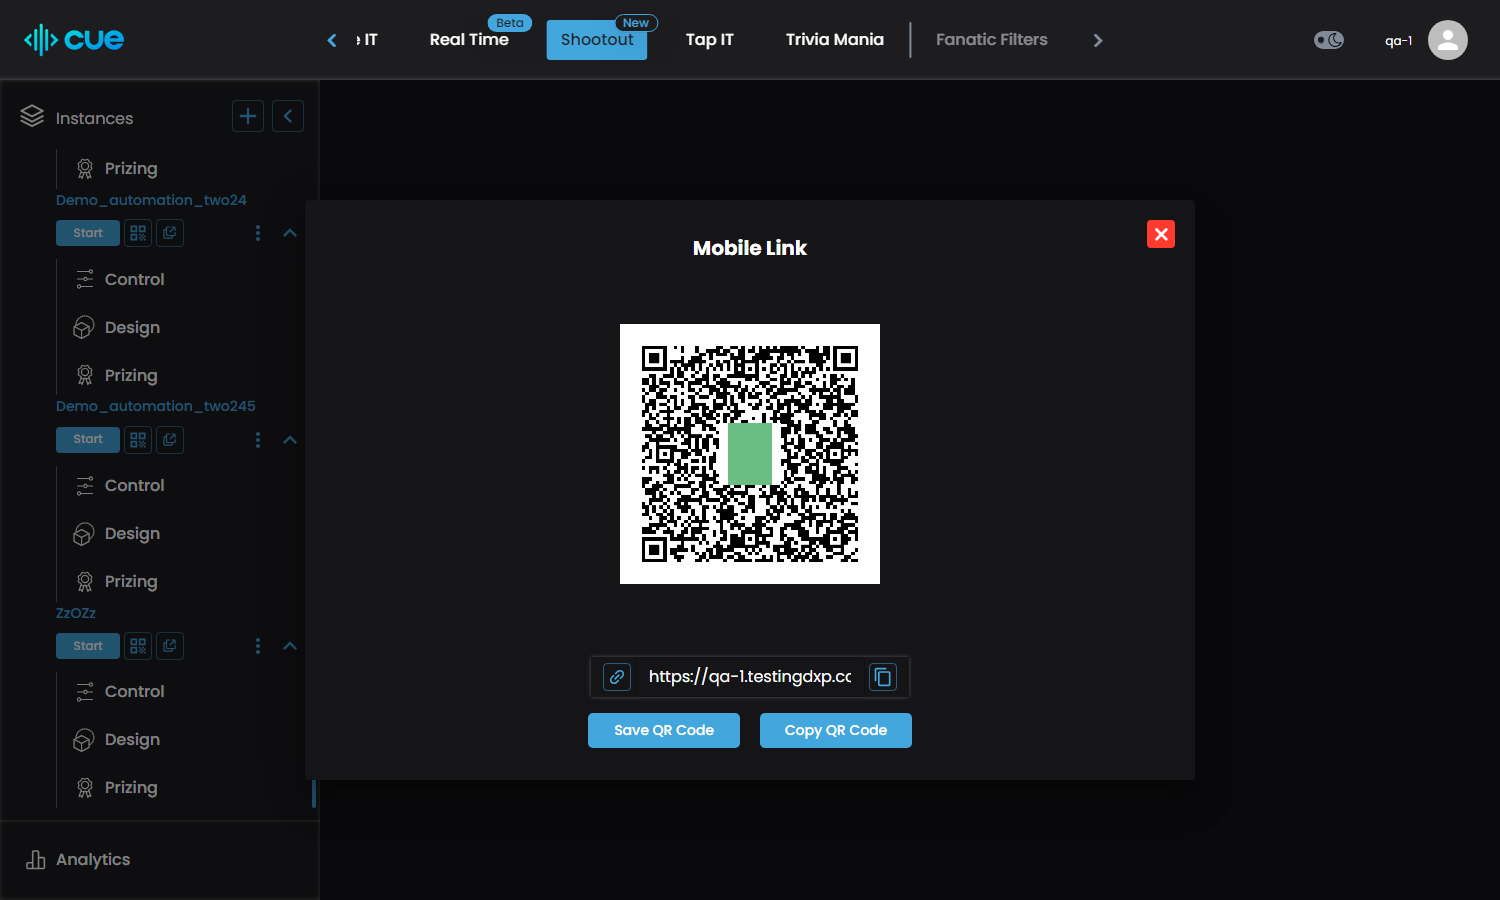 cue
e IT
Beta
Real Time
New
Shootout
Tap IT
Trivia Mania
Fanatic Filters
qa-1
Instances
Prizing
Demo_automation_two24
Start
Control
Design
Prizing
Demo_automation_two245
Start
Control
Design
Prizing
ZzOZz
Start
Control
Design
Prizing
Analytics
Mobile Link
https://qa-1.testingdxp.cc
Save QR Code
Copy QR Code